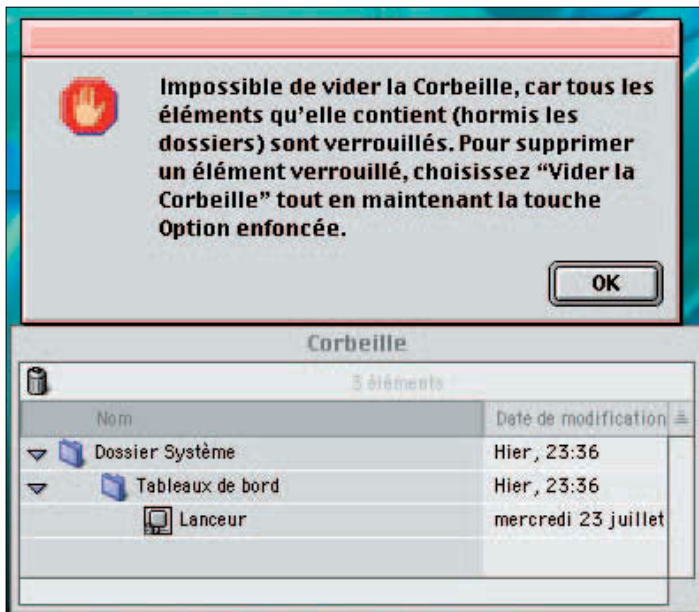 Impossible de vider la Corbeille, car tous les
éléments qu'elle contient (hormis les
dossiers) sont verrouillés. Pour supprimer
un élément verrouillé, choisissez “Vider la
Corbeille” tout en maintenant la touche
Option enfoncée.
OK
Corbeille
3 éléments
Nom Date de modification
Dossier Système Hier, 23:36
Tableaux de bord Hier, 23:36
Lanceur mercredi 23 juillet